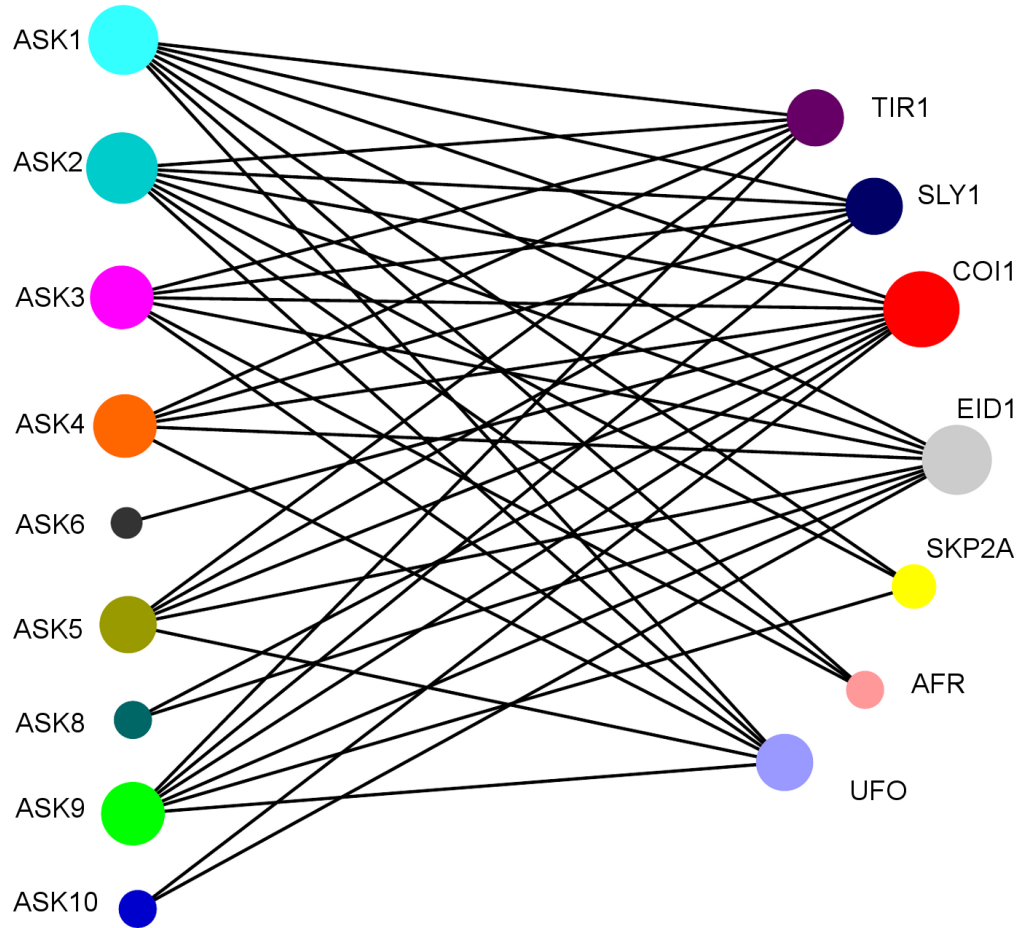 ASK1
ASK2
ASK3
ASK4
ASK6
ASK5
ASK8
ASK9
ASK10
TIR1
SLY1
COI1
EID1
SKP2A
AFR
UFO